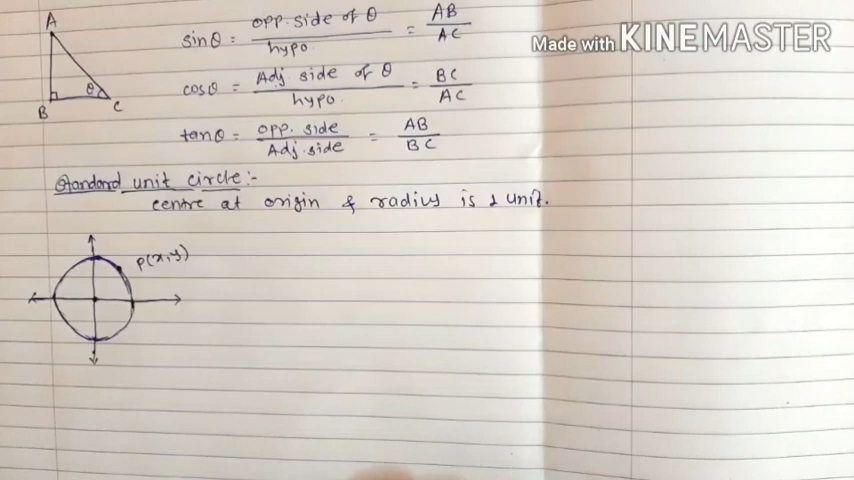 A
B
θ
C
sinθ = opp. side of θ / hypo. = AB / AC
cosθ = Adj side of θ / hypo. = BC / AC
tanθ = opp. side / Adj. side = AB / BC
Standard unit circle:-
centre at origin & radius is 1 unit.
P(x,y)
Made with KINEMASTER